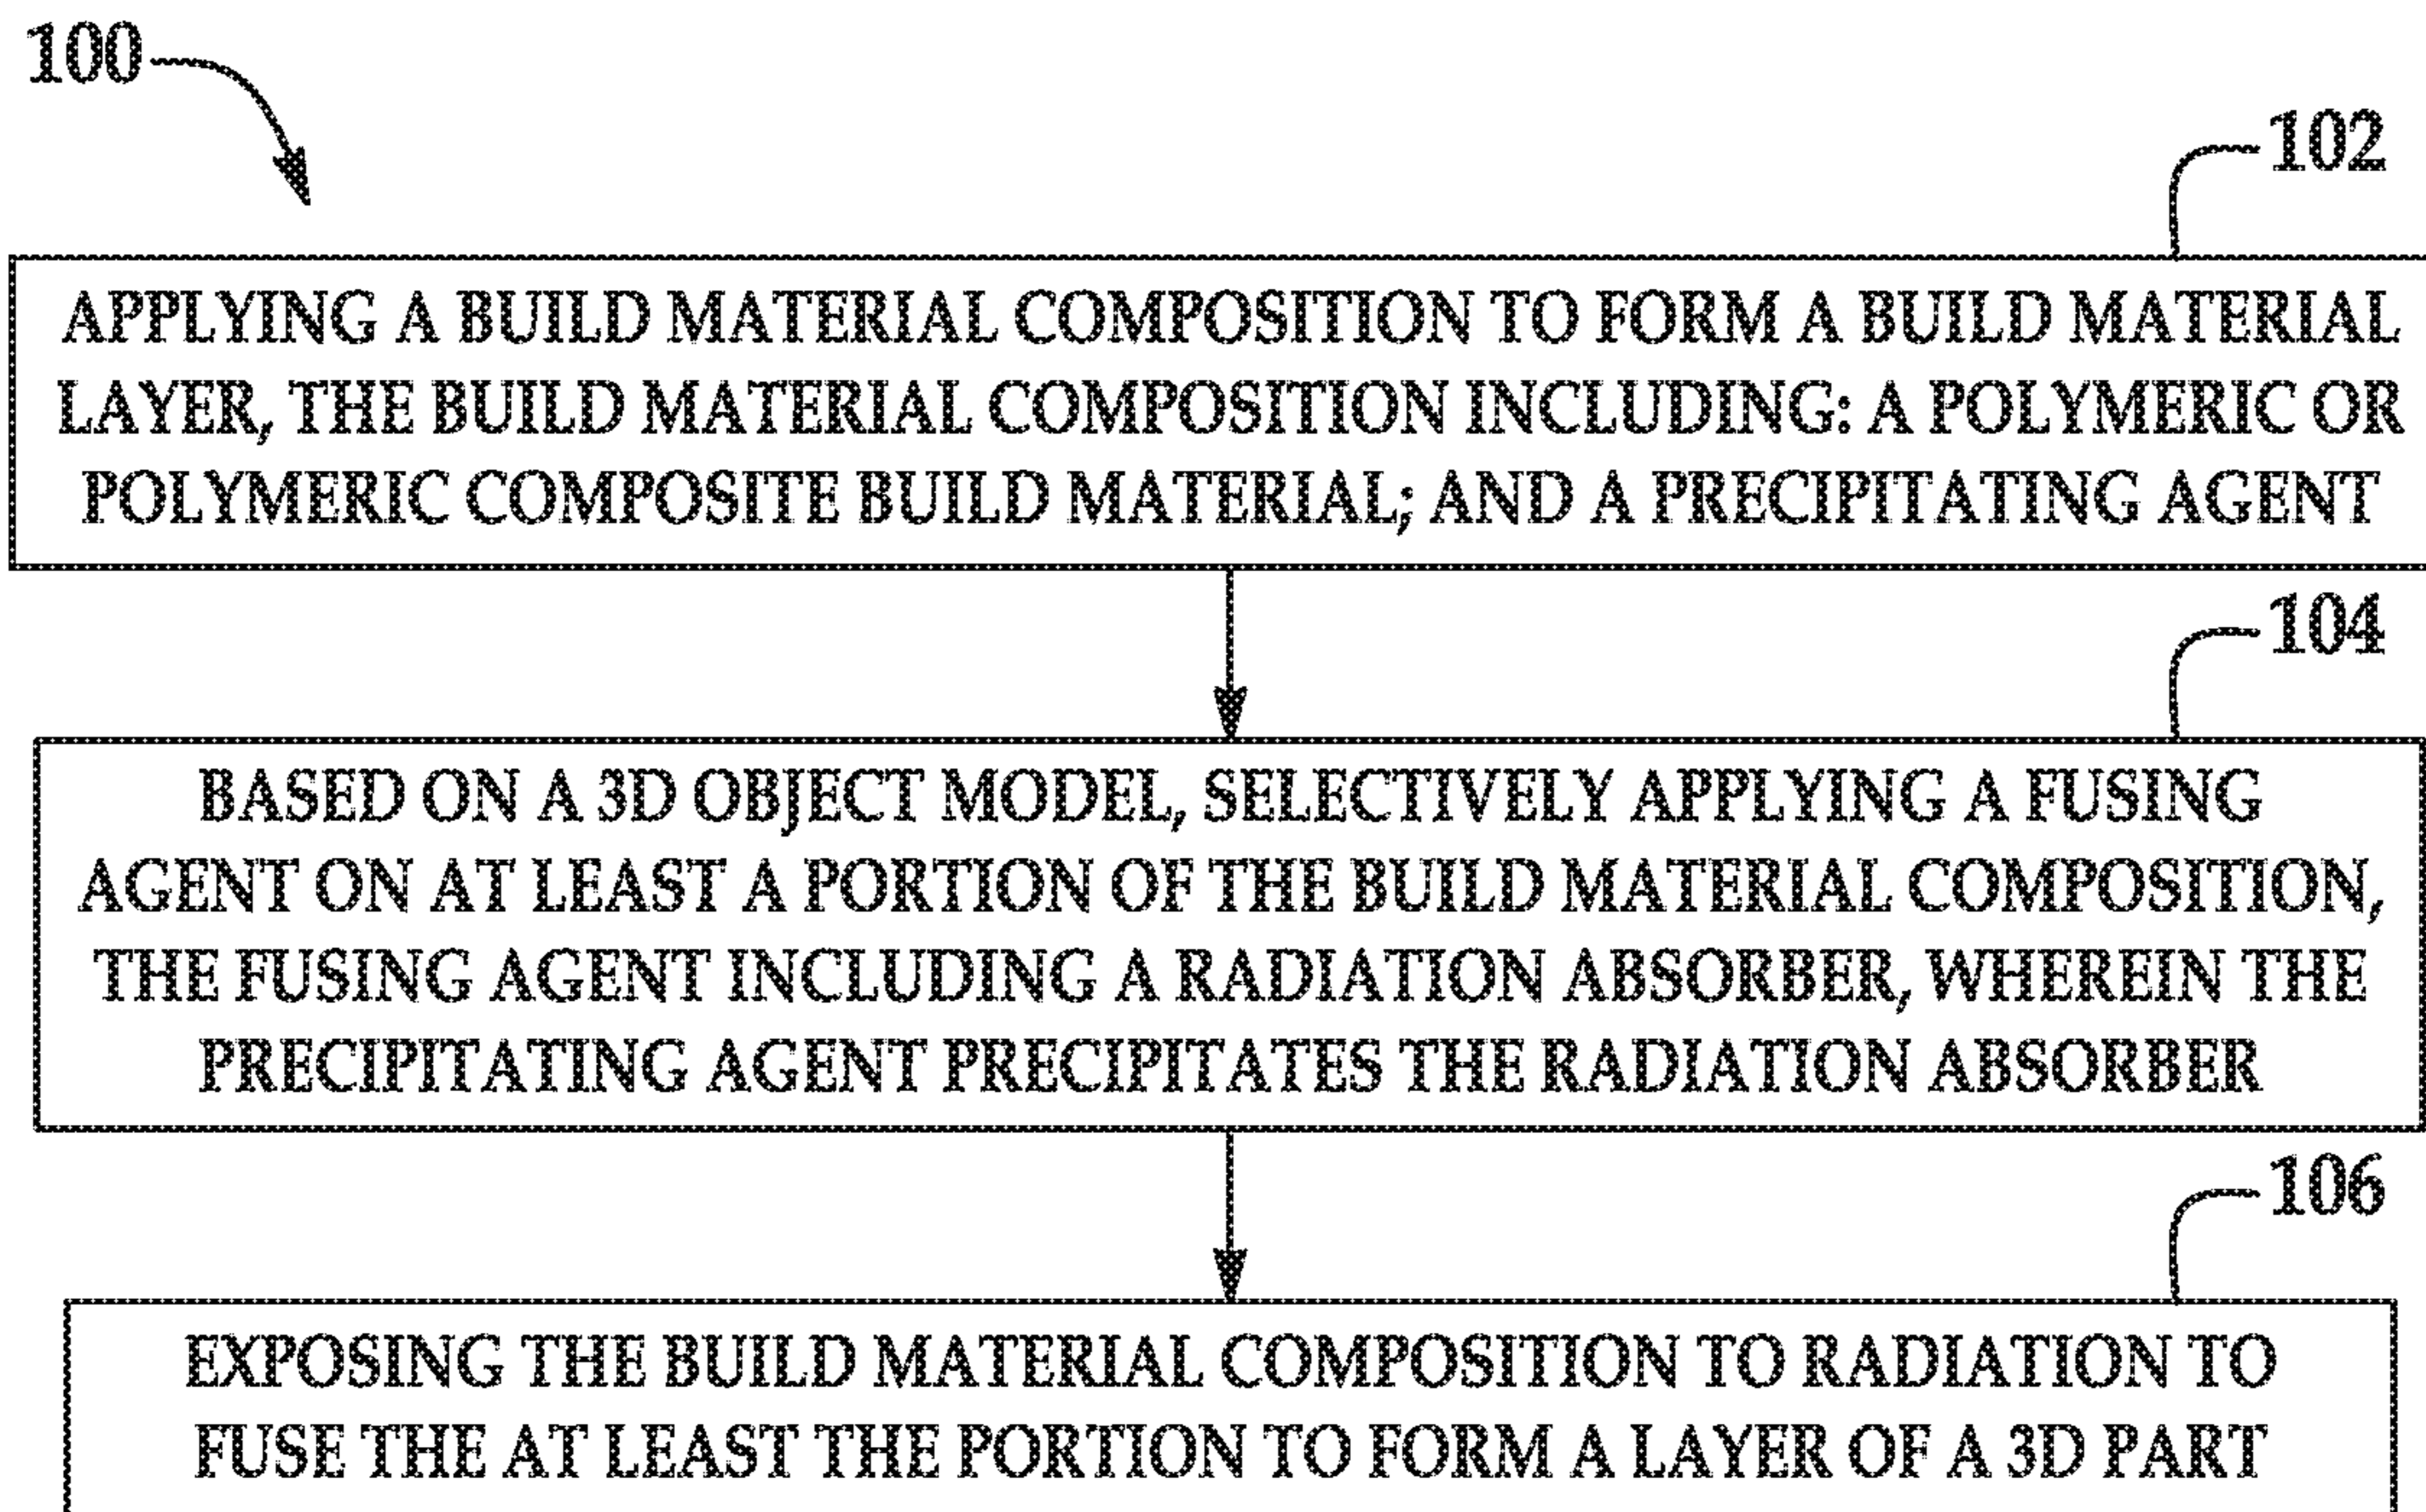 100
102
APPLYING A BUILD MATERIAL COMPOSITION TO FORM A BUILD MATERIAL
LAYER, THE BUILD MATERIAL COMPOSITION INCLUDING: A POLYMERIC OR
POLYMERIC COMPOSITE BUILD MATERIAL; AND A PRECIPITATING AGENT
104
BASED ON A 3D OBJECT MODEL, SELECTIVELY APPLYING A FUSING
AGENT ON AT LEAST A PORTION OF THE BUILD MATERIAL COMPOSITION,
THE FUSING AGENT INCLUDING A RADIATION ABSORBER, WHEREIN THE
PRECIPITATING AGENT PRECIPITATES THE RADIATION ABSORBER
106
EXPOSING THE BUILD MATERIAL COMPOSITION TO RADIATION TO
FUSE THE AT LEAST THE PORTION TO FORM A LAYER OF A 3D PART